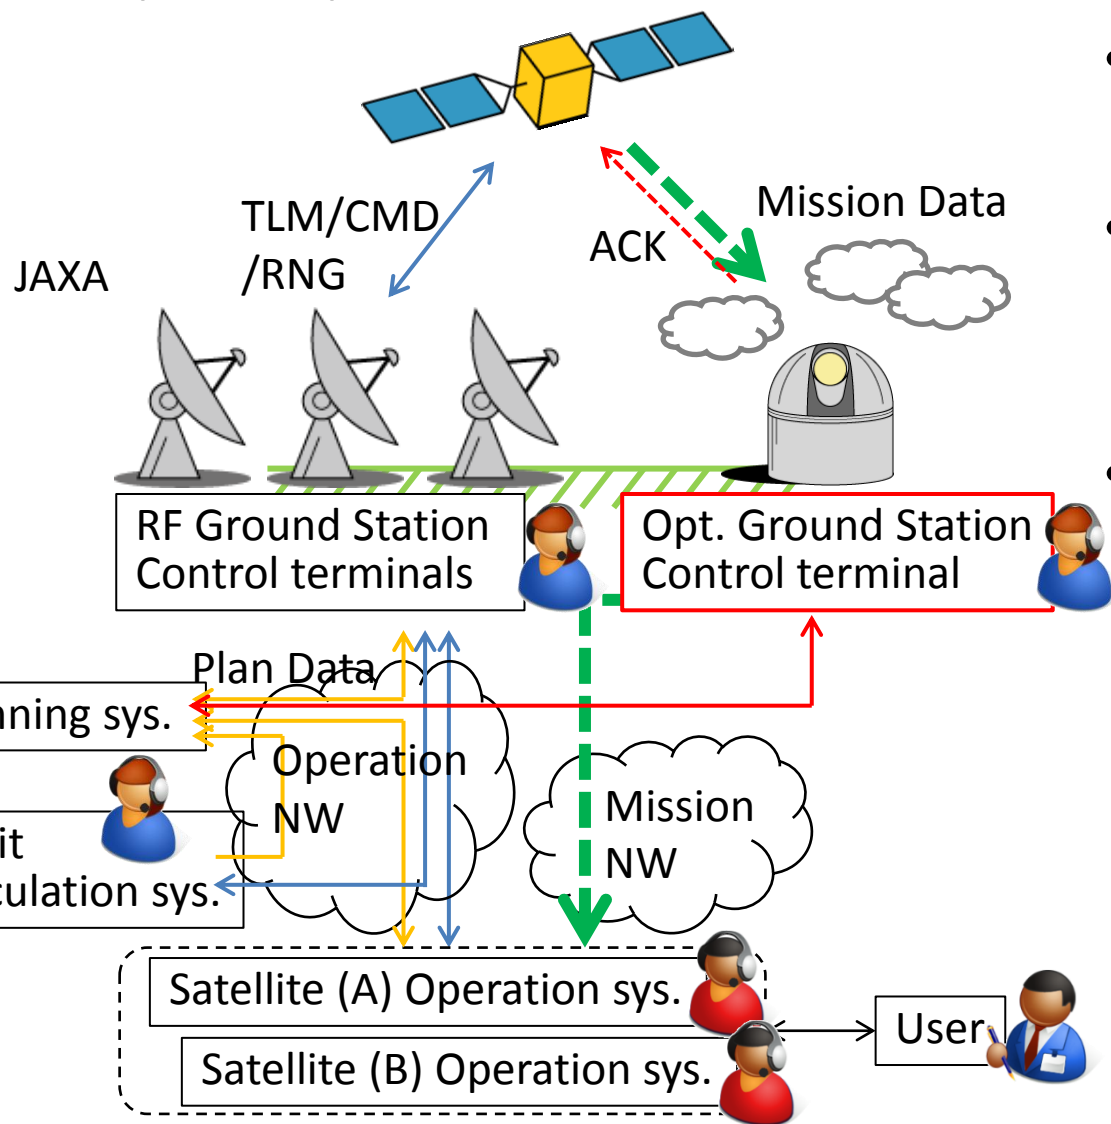 Mission Data
TLM/CMD
/RNG
ACK
JAXA
RF Ground Station
Control terminals
Opt. Ground Station
Control terminal
Plan Data
nning sys.
Operation
NW
Mission
NW
it
culation sys.
Satellite (A) Operation sys.
Satellite (B) Operation sys.
User